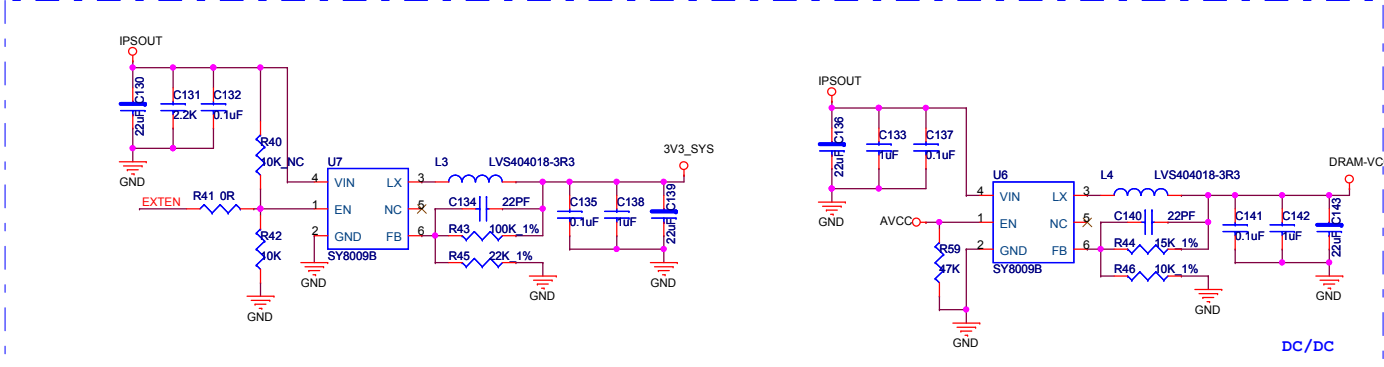 IPSOUT
C130
22uF
C131
2.2K
C132
0.1uF
GND
R40
10K_NC
EXTEN
R41 0R
R42
10K
GND
U7
4 VIN
LX 3
1 EN
NC 5
2 GND
FB 6
SY8009B
GND
L3 LVS404018-3R3
C134 22PF
R43 100K_1%
R45 22K_1%
GND
3V3_SYS
C135
0.1uF
C138
1uF
C139
22uF
GND
IPSOUT
C136
22uF
C133
1uF
C137
0.1uF
GND
AVCC
R59
47K
GND
U6
4 VIN
LX 3
1 EN
NC 5
2 GND
FB 6
SY8009B
L4 LVS404018-3R3
C140 22PF
R44 15K_1%
R46 10K_1%
GND
DRAM-VC
C141
0.1uF
C142
1uF
C143
22uF
GND
DC/DC